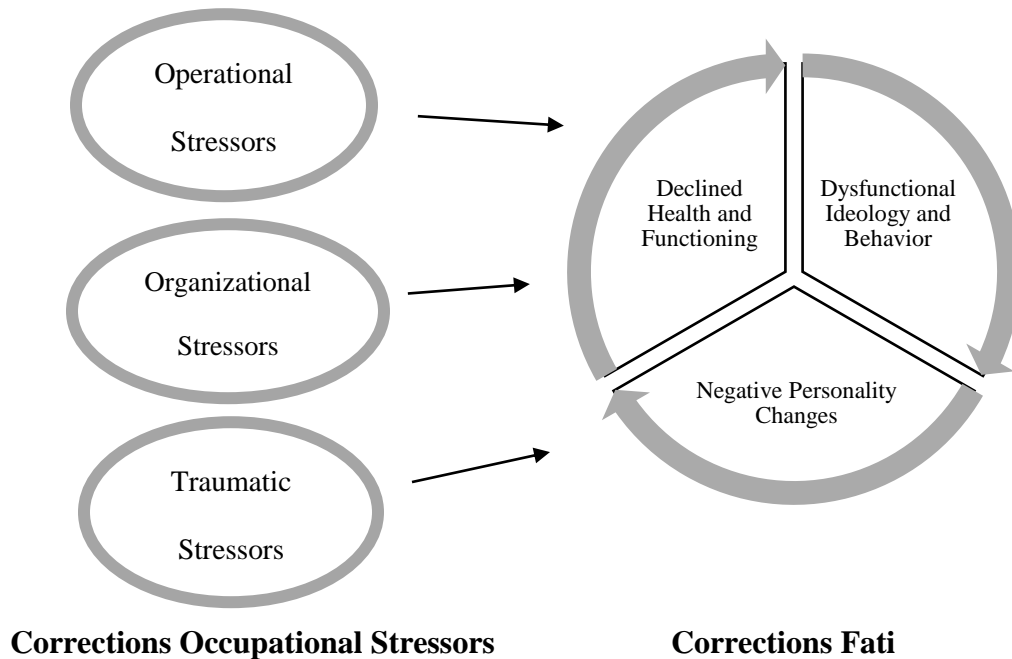 Operational
Stressors
Organizational
Stressors
Traumatic
Stressors
Declined
Health and
Functioning
Dysfunctional
Ideology and
Behavior
Negative Personality
Changes
Corrections Occupational Stressors
Corrections Fati